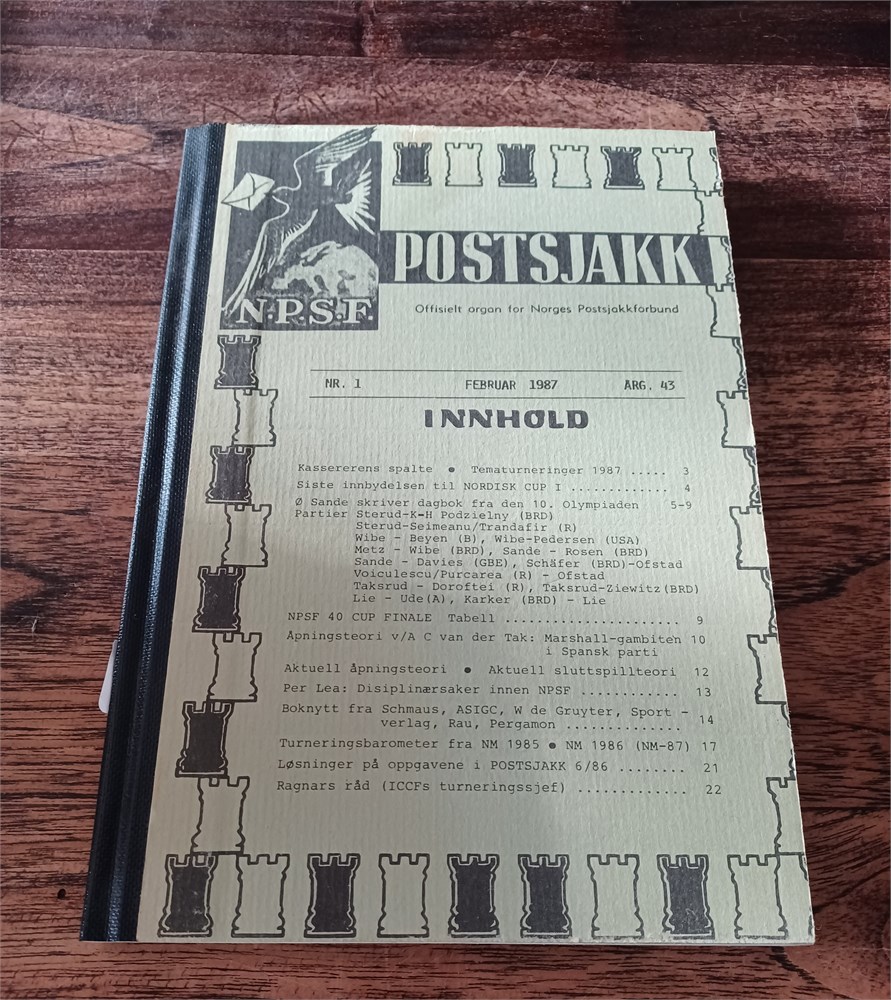 POSTSJAKK
N.P.S.F.
Offisielt organ for Norges Postsjakkforbund
NR. 1 FEBRUAR 1987 ARG. 43
INNHOLD
Kassererens spalte ● Tematurneringer 1987 ..... 3
Siste innbydelsen til NORDISK CUP I ............. 4
Ø Sande skriver dagbok fra den 10. Olympiaden 5-9
Partier Sterud-K-H Podzielny (BRD)
Sterud-Seimeanu/Trandafir (R)
Wibe - Beyen (B), Wibe-Pedersen (USA)
Metz - Wibe (BRD), Sande - Rosen (BRD)
Sande - Davies (GBE), Schäfer (BRD)-Ofstad
Voiculescu/Purcarea (R) - Ofstad
Taksrud - Doroftei (R), Taksrud-Ziewitz (BRD)
Lie - Ude(A), Karker (BRD) - Lie
NPSF 40 CUP FINALE Tabell ....................... 9
Åpningsteori v/A C van der Tak: Marshall-gambiten 10
i Spansk parti
Aktuell åpningsteori ● Aktuell sluttspillteori 12
Per Lea: Disiplinærsaker innen NPSF ............ 13
Boknytt fra Schmaus, ASIGC, W de Gruyter, Sport -
verlag, Rau, Pergamon .............. 14
Turneringsbarometer fra NM 1985 ● NM 1986 (NM-87) 17
Løsninger på oppgavene i POSTSJAKK 6/86 ........ 21
Ragnars råd (ICCFs turneringssjef) ............. 22